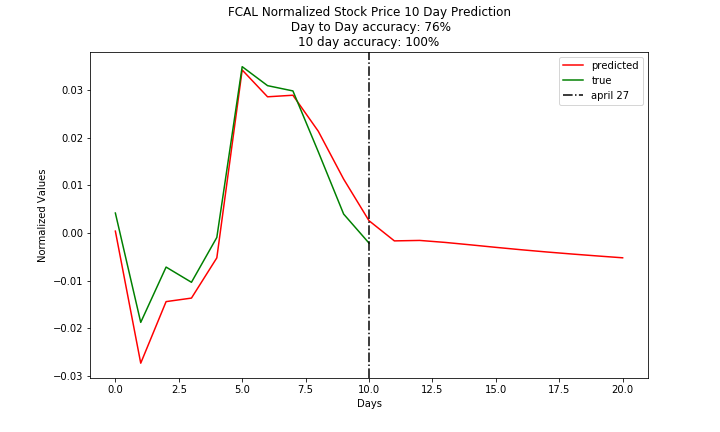 FCAL Normalized Stock Price 10 Day Prediction
Day to Day accuracy: 76%
10 day accuracy: 100%
predicted
true
april 27
Normalized Values
0.03
0.02
0.01
0.00
−0.01
−0.02
−0.03
0.0 2.5 5.0 7.5 10.0 12.5 15.0 17.5 20.0
Days